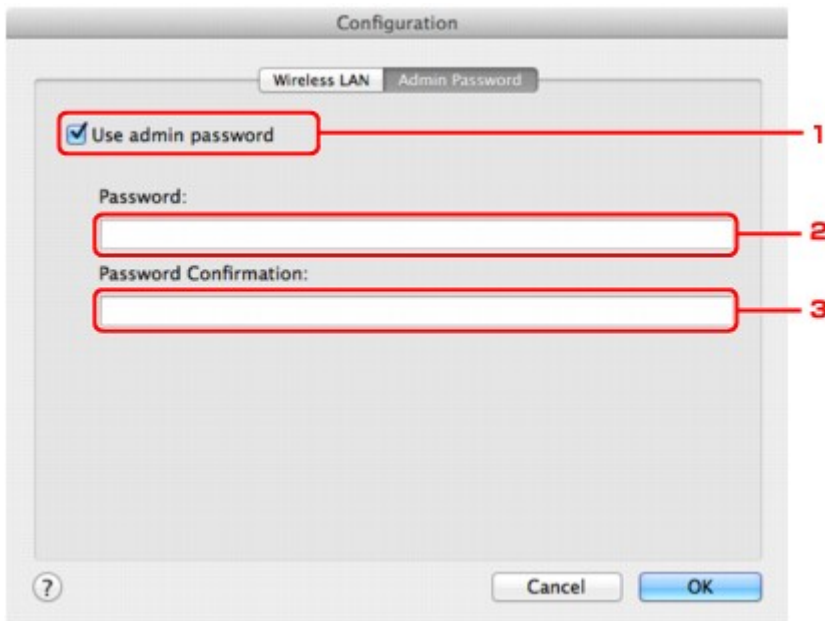 Configuration
Wireless LAN Admin Password
Use admin password 1
Password:
2
Password Confirmation:
3
? Cancel OK